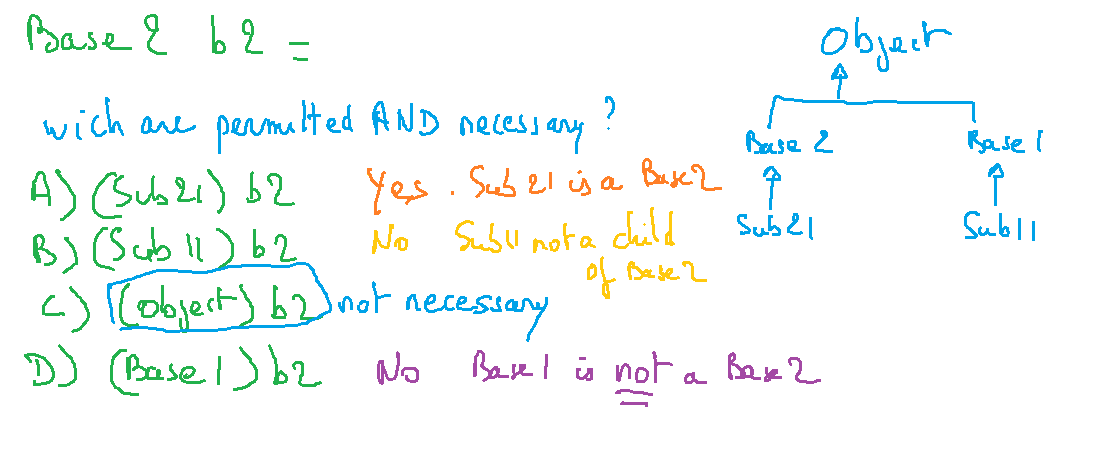 Base2 b2 =
Object
wich are permitted AND necessary?
Base2 Base1
A) (Sub21) b2 Yes. Sub21 is a Base2
Sub21 Sub11
B) (Sub11) b2 No Sub11 not a child
of Base2
C) (Object) b2 not necessary
D) (Base1) b2 No Base1 is not a Base2